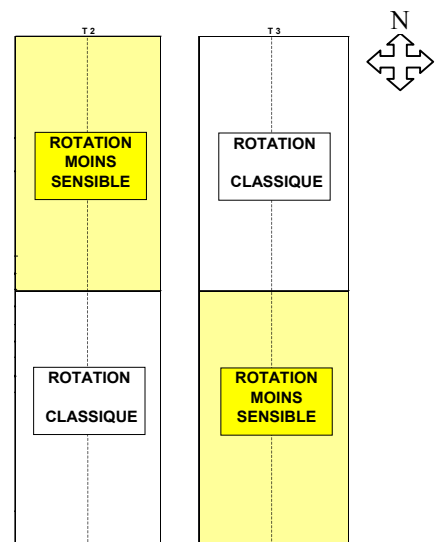 N
T 2
T 3
ROTATION
MOINS
SENSIBLE
ROTATION
CLASSIQUE
ROTATION
CLASSIQUE
ROTATION
MOINS
SENSIBLE